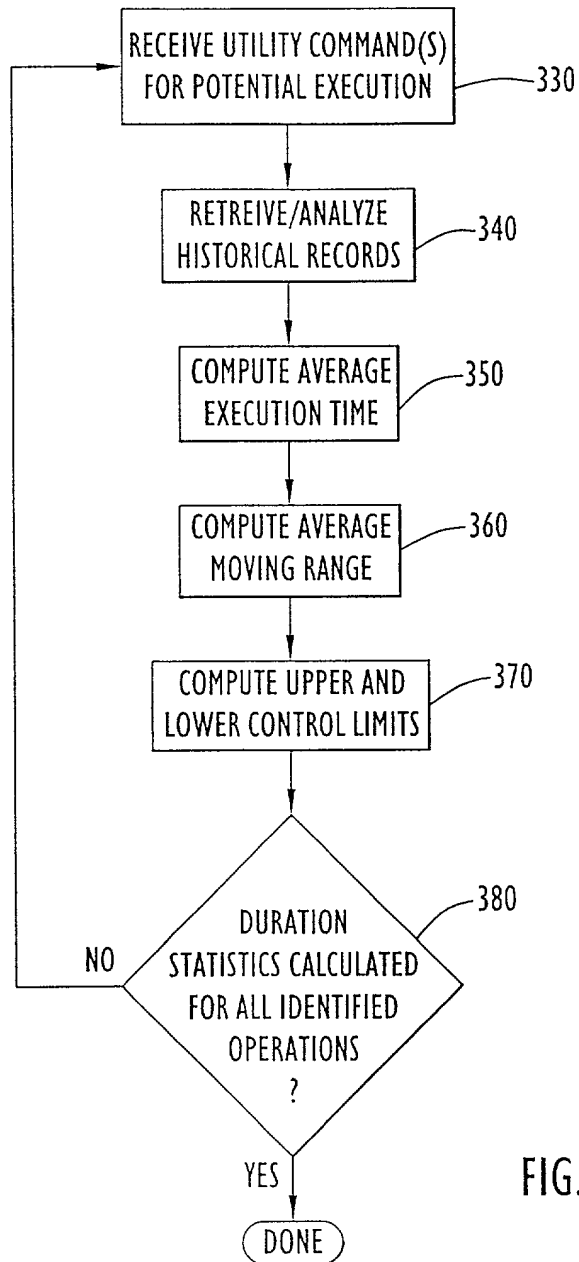 RECEIVE UTILITY COMMAND(S)
FOR POTENTIAL EXECUTION
330
RETREIVE/ANALYZE
HISTORICAL RECORDS
340
COMPUTE AVERAGE
EXECUTION TIME
350
COMPUTE AVERAGE
MOVING RANGE
360
COMPUTE UPPER AND
LOWER CONTROL LIMITS
370
DURATION
STATISTICS CALCULATED
FOR ALL IDENTIFIED
OPERATIONS
?
380
NO
YES
FIG.
DONE